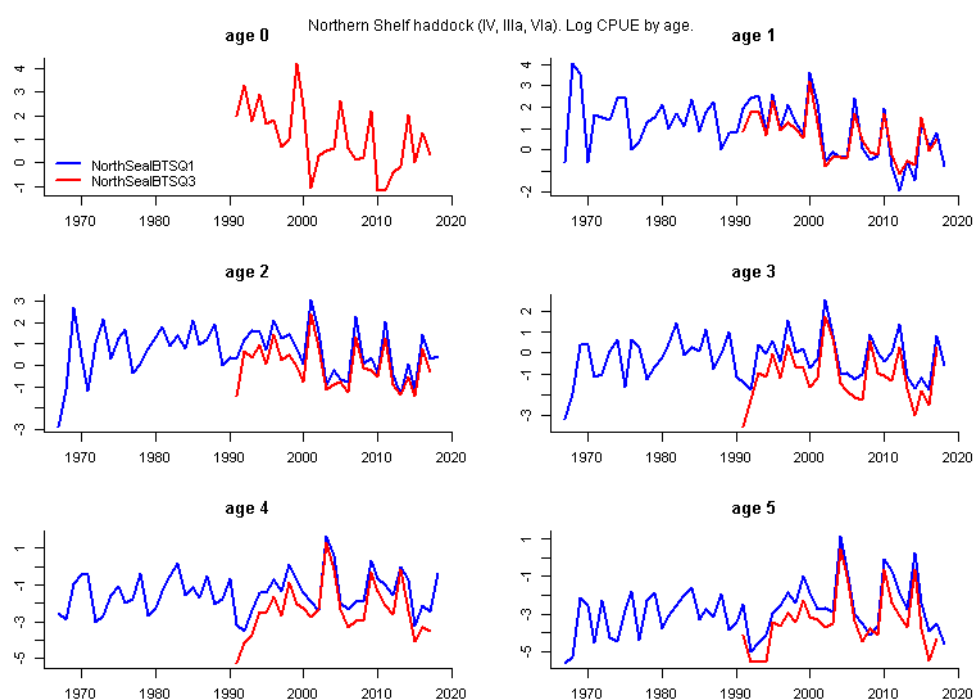 Northern Shelf haddock (IV, IIIa, VIa). Log CPUE by age.
age 0
4
3
2
1
0
-1
NorthSeaIBTSQ1
NorthSeaIBTSQ3
1970 1980 1990 2000 2010 2020
age 1
4
3
2
1
0
-2
1970 1980 1990 2000 2010 2020
age 2
3
2
1
0
-1
-3
1970 1980 1990 2000 2010 2020
age 3
2
1
0
-1
-3
1970 1980 1990 2000 2010 2020
age 4
1
-1
-3
-5
1970 1980 1990 2000 2010 2020
age 5
1
-1
-3
-5
1970 1980 1990 2000 2010 2020